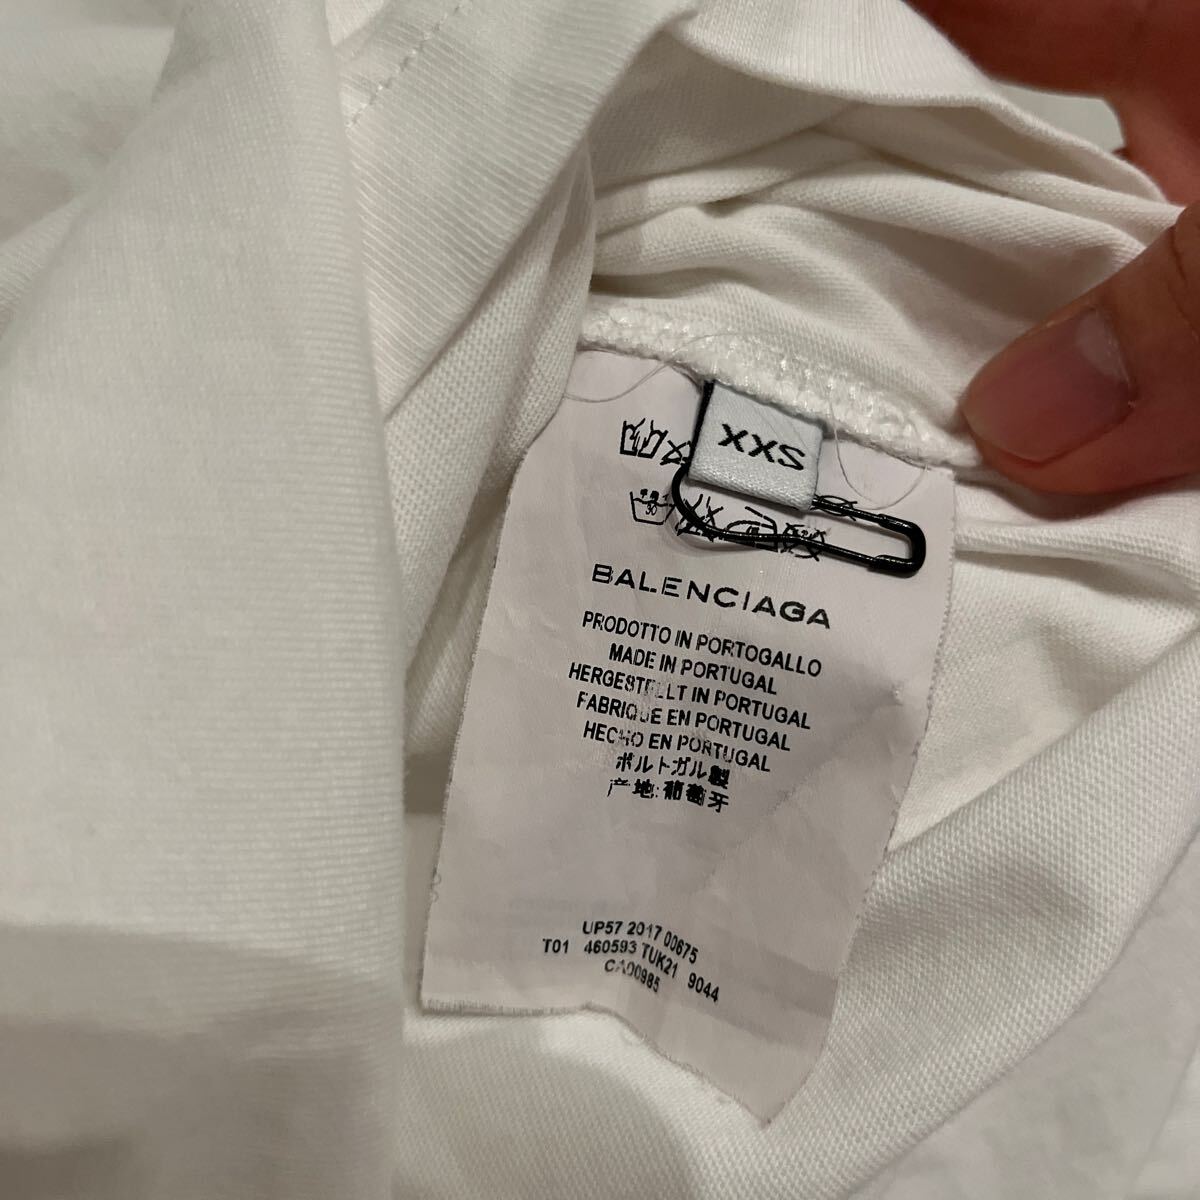 XXS
30
BALENCIAGA
PRODOTTO IN PORTOGALLO
MADE IN PORTUGAL
HERGESTELLT IN PORTUGAL
FABRIQUE EN PORTUGAL
HECHO EN PORTUGAL
ポルトガル製
产地:葡萄牙
UP57 2017 00675
T01 460593 TUK21 9044
CA00985